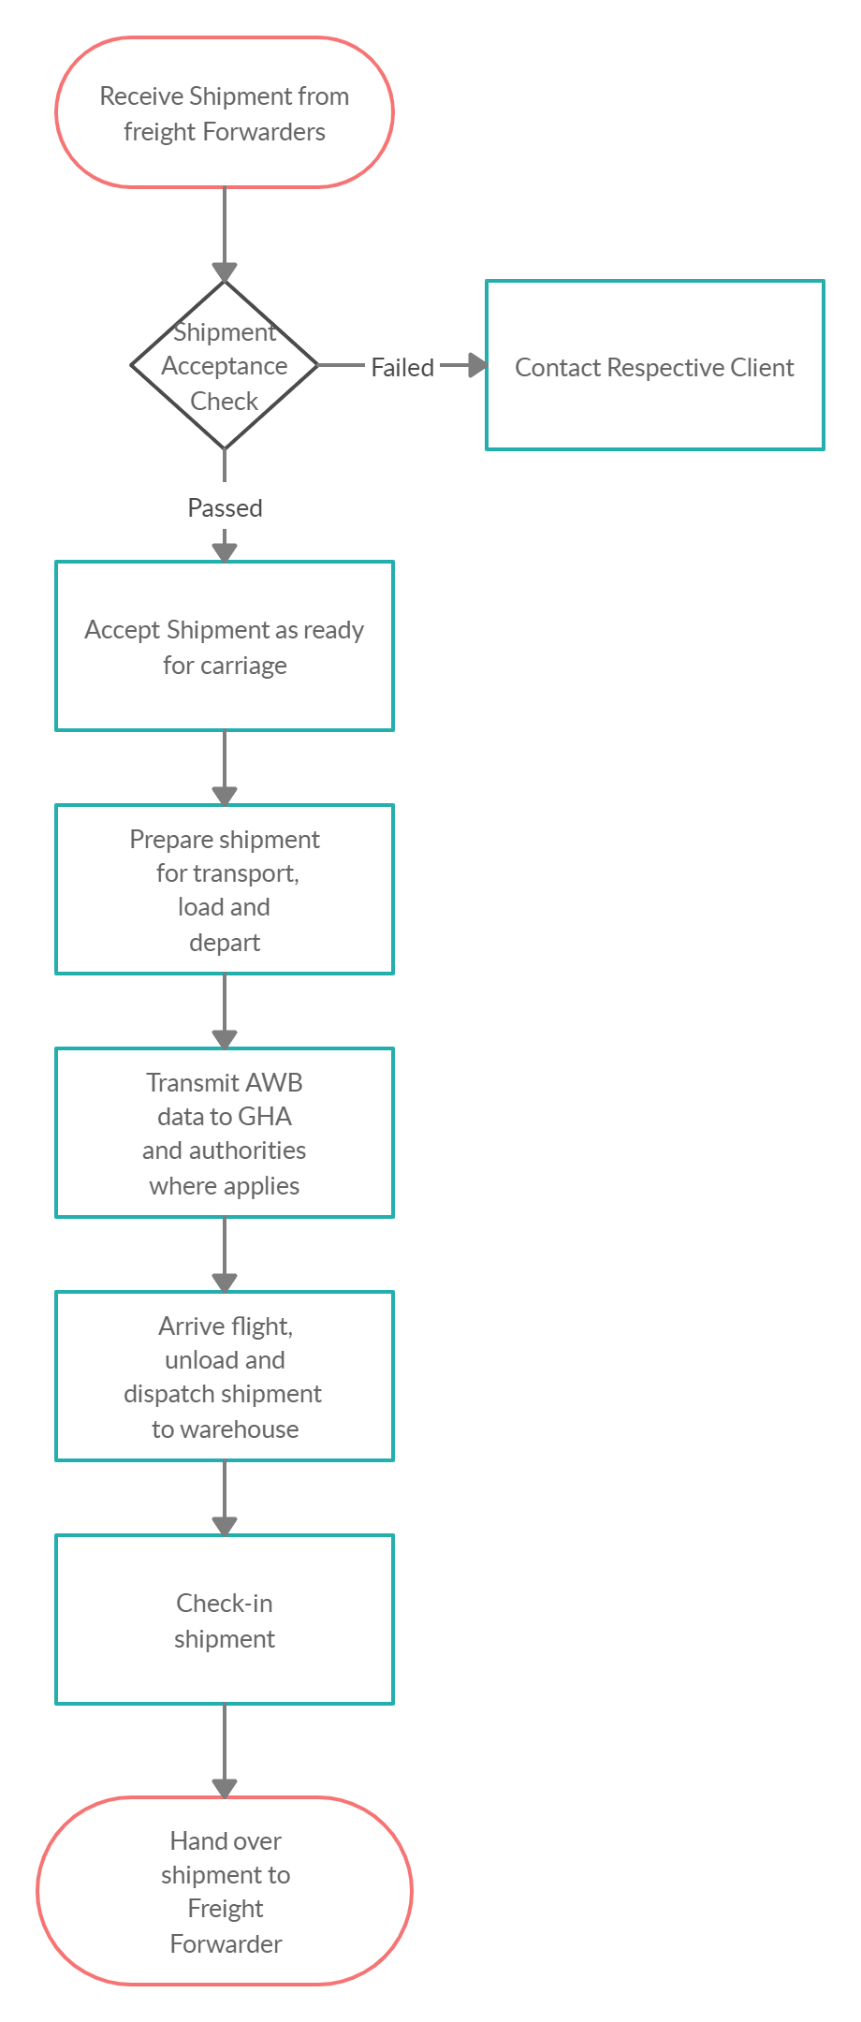 Receive Shipment from
freight Forwarders
Shipment
Acceptance
Check
Failed
Contact Respective Client
Passed
Accept Shipment as ready
for carriage
Prepare shipment
for transport,
load and
depart
Transmit AWB
data to GHA
and authorities
where applies
Arrive flight,
unload and
dispatch shipment
to warehouse
Check-in
shipment
Hand over
shipment to
Freight
Forwarder